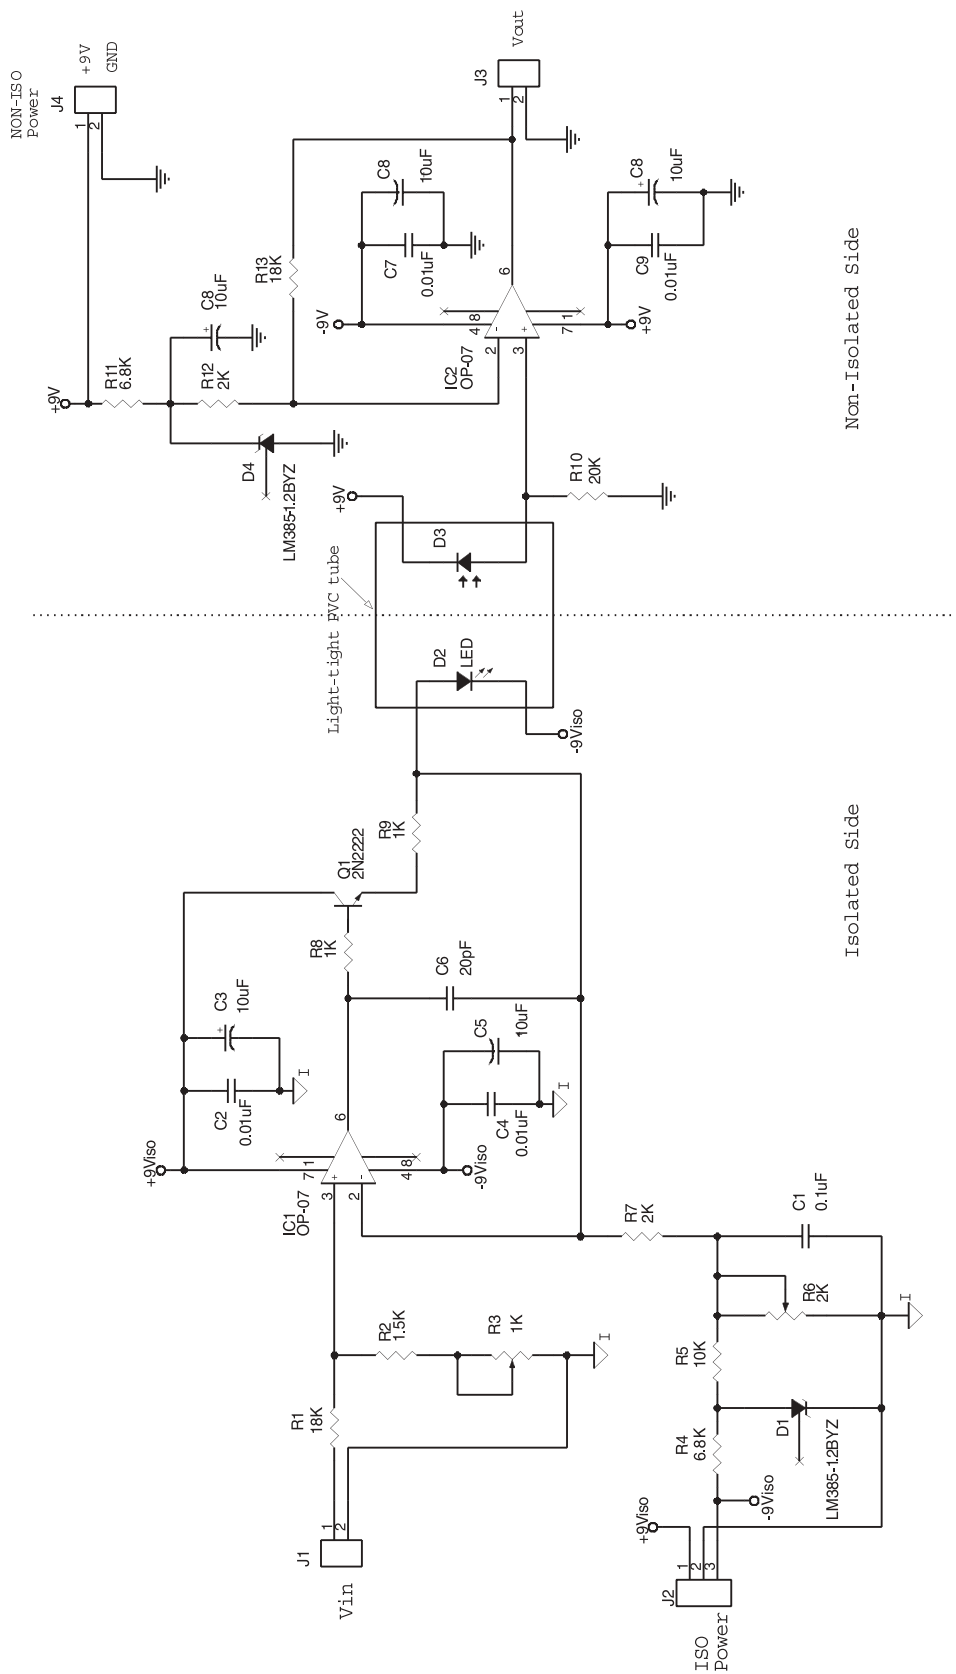 NON-ISO
Power
J4
+9V
GND
1
2
+9V
R11
6.8K
C8
10uF
R12
2K
R13
18K
D4
LM385-1.2BYZ
-9V
C7
0.01uF
C8
10uF
IC2
OP-07
2
3
4
8
7
1
6
-
+
+9V
C9
0.01uF
C8
10uF
J3
1
2
Vout
R10
20K
+9V
D3
Light-tight PVC tube
D2
LED
-9Viso
Non-Isolated Side
Isolated Side
R9
1K
Q1
2N2222
R8
1K
C6
20pF
C3
10uF
C2
0.01uF
I
+9Viso
C5
10uF
C4
0.01uF
I
-9Viso
IC1
OP-07
3
2
7
1
4
8
6
+
-
R1
18K
R2
1.5K
R3
1K
I
J1
1
2
Vin
R7
2K
C1
0.1uF
R6
2K
I
R5
10K
R4
6.8K
D1
LM385-1.2BYZ
-9Viso
+9Viso
J2
1
2
3
ISO
Power